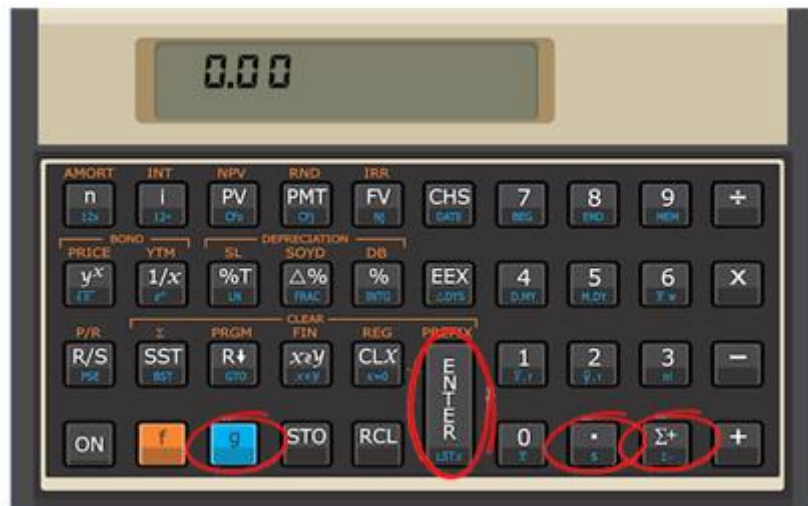 0.00
AMORT INT NPV RND IRR
n i PV PMT FV CHS 7 8 9 ÷
12x 12÷ CFo CFj Nj DATE BEG END MEM
BOND DEPRECIATION
PRICE YTM SL SOYD DB
yˣ 1/x %T △% % EEX 4 5 6 X
LN FRAC INTG △DYS D.MY M.DY
CLEAR
P/R Σ PRGM FIN REG PREFIX
R/S SST R↓ x≷y CLX ENTER 1 2 3 −
PSE BST GTO n!
ON f g STO RCL 0 · Σ+ +
LSTx s Σ-